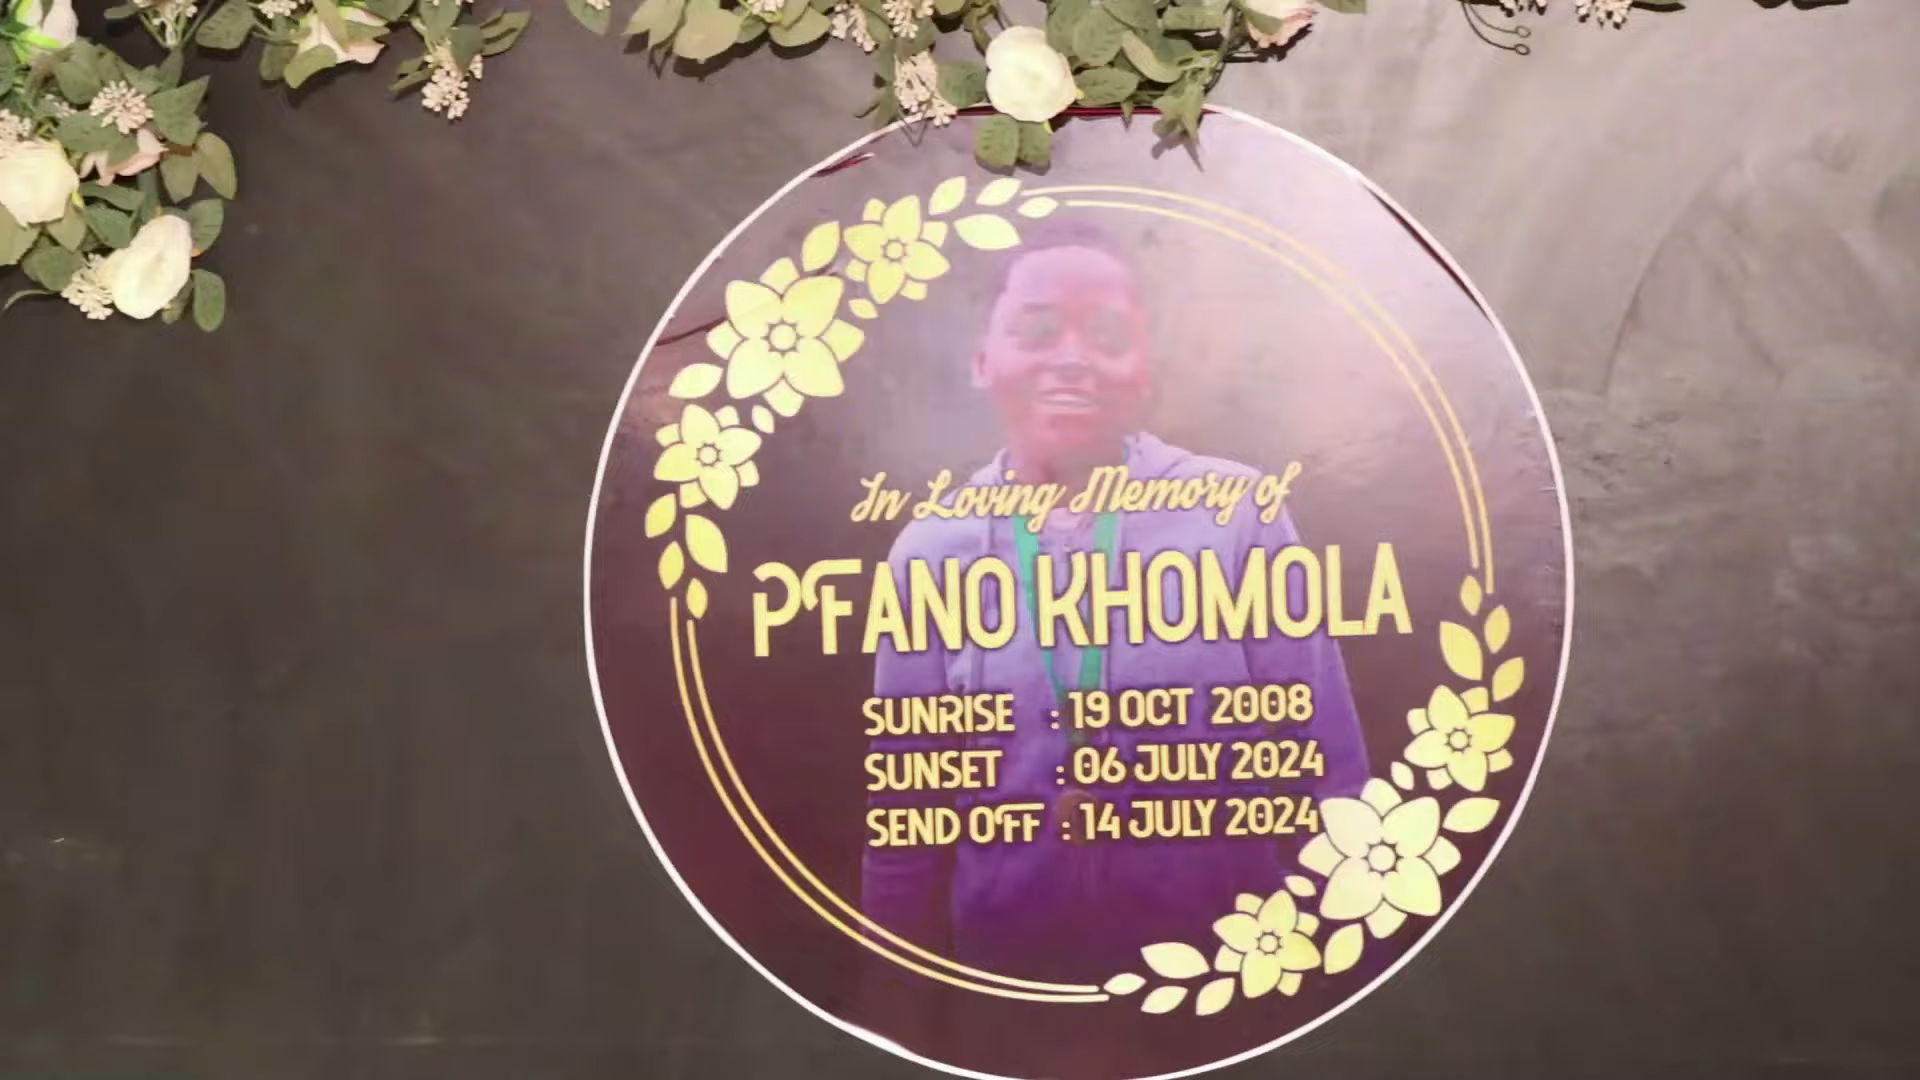 In Loving Memory of
PFANO KHOMOLA
SUNRISE : 19 OCT 2008
SUNSET : 06 JULY 2024
SEND OFF : 14 JULY 2024